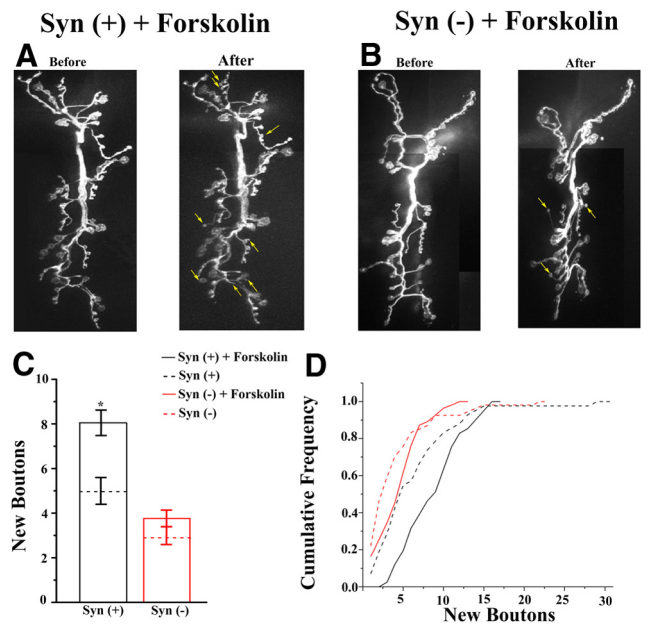 Syn (+) + Forskolin
Syn (-) + Forskolin
A
Before
After
B
Before
After
C
Syn (+) + Forskolin
Syn (+)
Syn (-) + Forskolin
Syn (-)
New Boutons
10
8
6
4
2
0
*
Syn (+)
Syn (-)
D
Cumulative Frequency
1.0
0.8
0.6
0.4
0.2
0.0
5
10
15
20
25
30
New Boutons